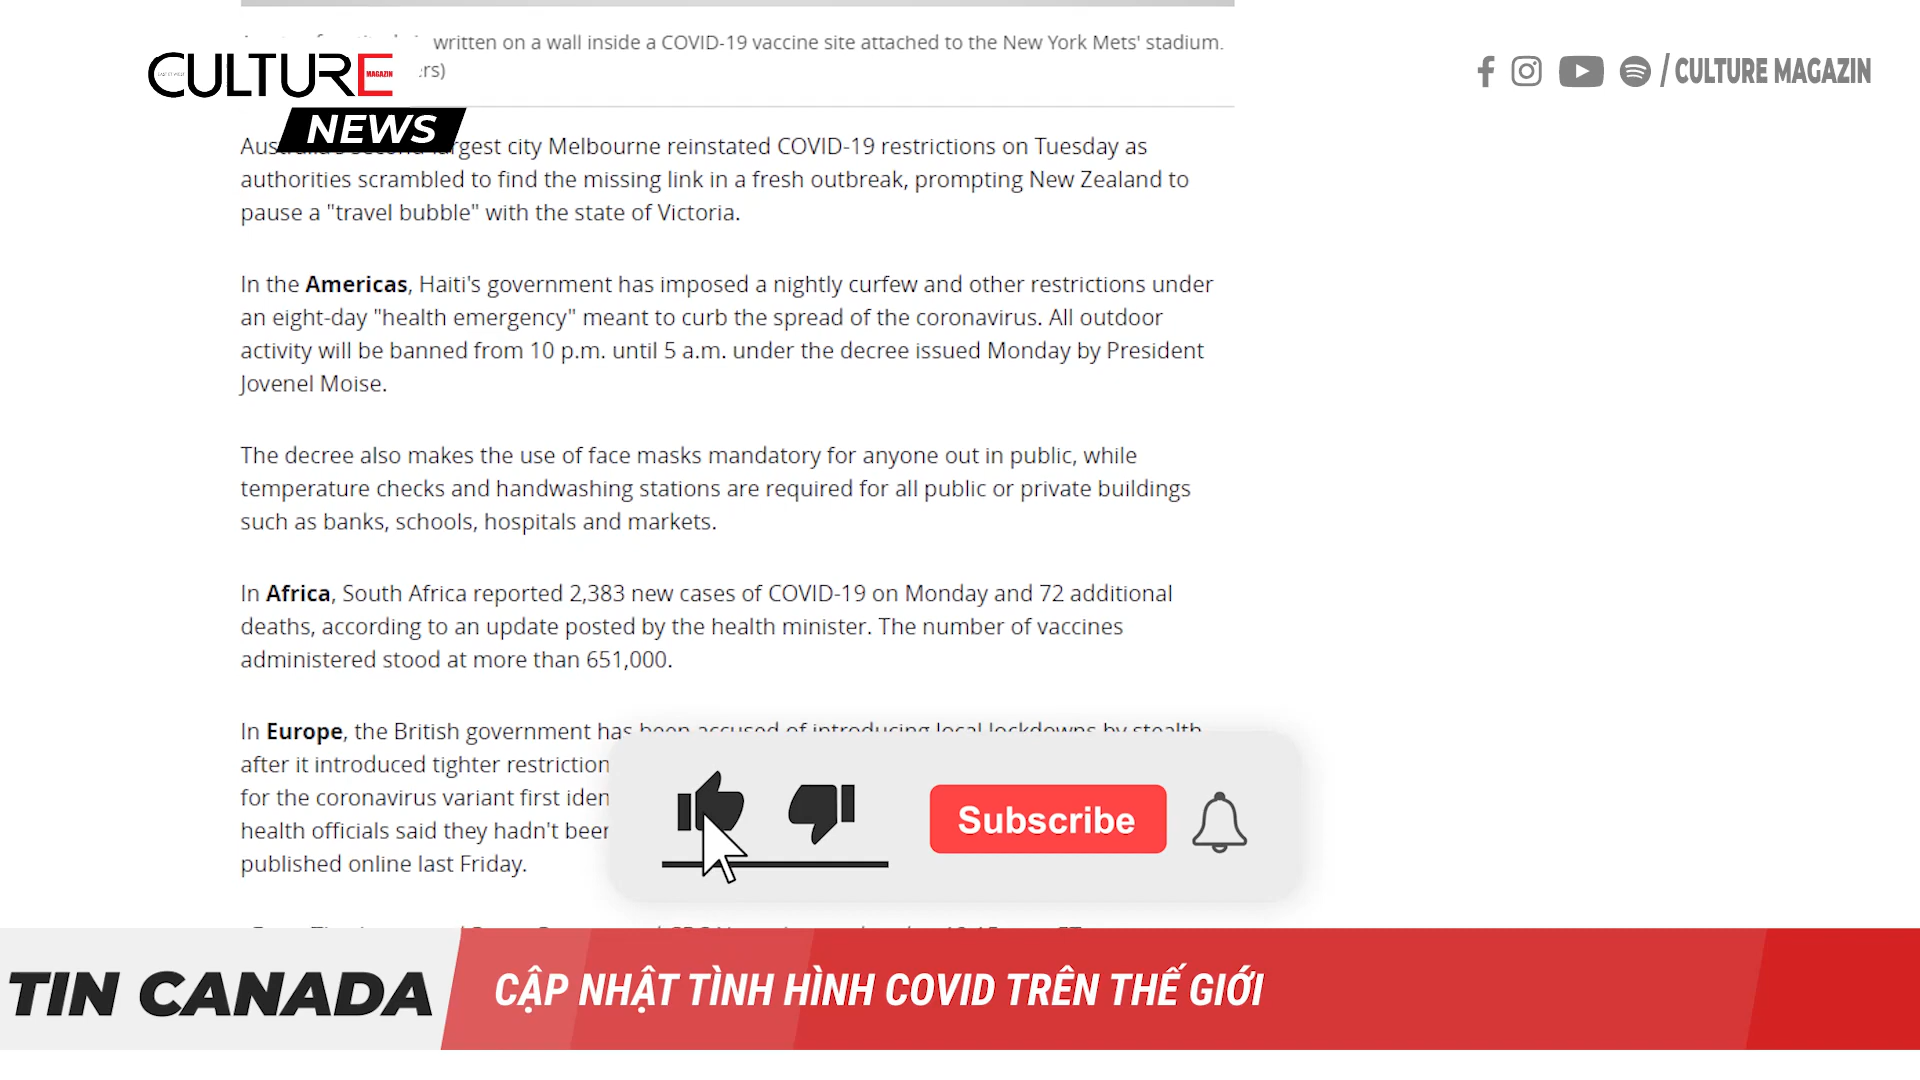 written on a wall inside a COVID-19 vaccine site attached to the New York Mets' stadium.
CULTURE
MAGAZIN
NEWS
/ CULTURE MAGAZIN
largest city Melbourne reinstated COVID-19 restrictions on Tuesday as
authorities scrambled to find the missing link in a fresh outbreak, prompting New Zealand to
pause a "travel bubble" with the state of Victoria.
In the Americas, Haiti's government has imposed a nightly curfew and other restrictions under
an eight-day "health emergency" meant to curb the spread of the coronavirus. All outdoor
activity will be banned from 10 p.m. until 5 a.m. under the decree issued Monday by President
Jovenel Moise.
The decree also makes the use of face masks mandatory for anyone out in public, while
temperature checks and handwashing stations are required for all public or private buildings
such as banks, schools, hospitals and markets.
In Africa, South Africa reported 2,383 new cases of COVID-19 on Monday and 72 additional
deaths, according to an update posted by the health minister. The number of vaccines
administered stood at more than 651,000.
In Europe, the British government has been accused of introducing local lockdowns by stealth
after it introduced tighter restriction
for the coronavirus variant first iden
health officials said they hadn't been
published online last Friday.
Subscribe
TIN CANADA
CẬP NHẬT TÌNH HÌNH COVID TRÊN THẾ GIỚI